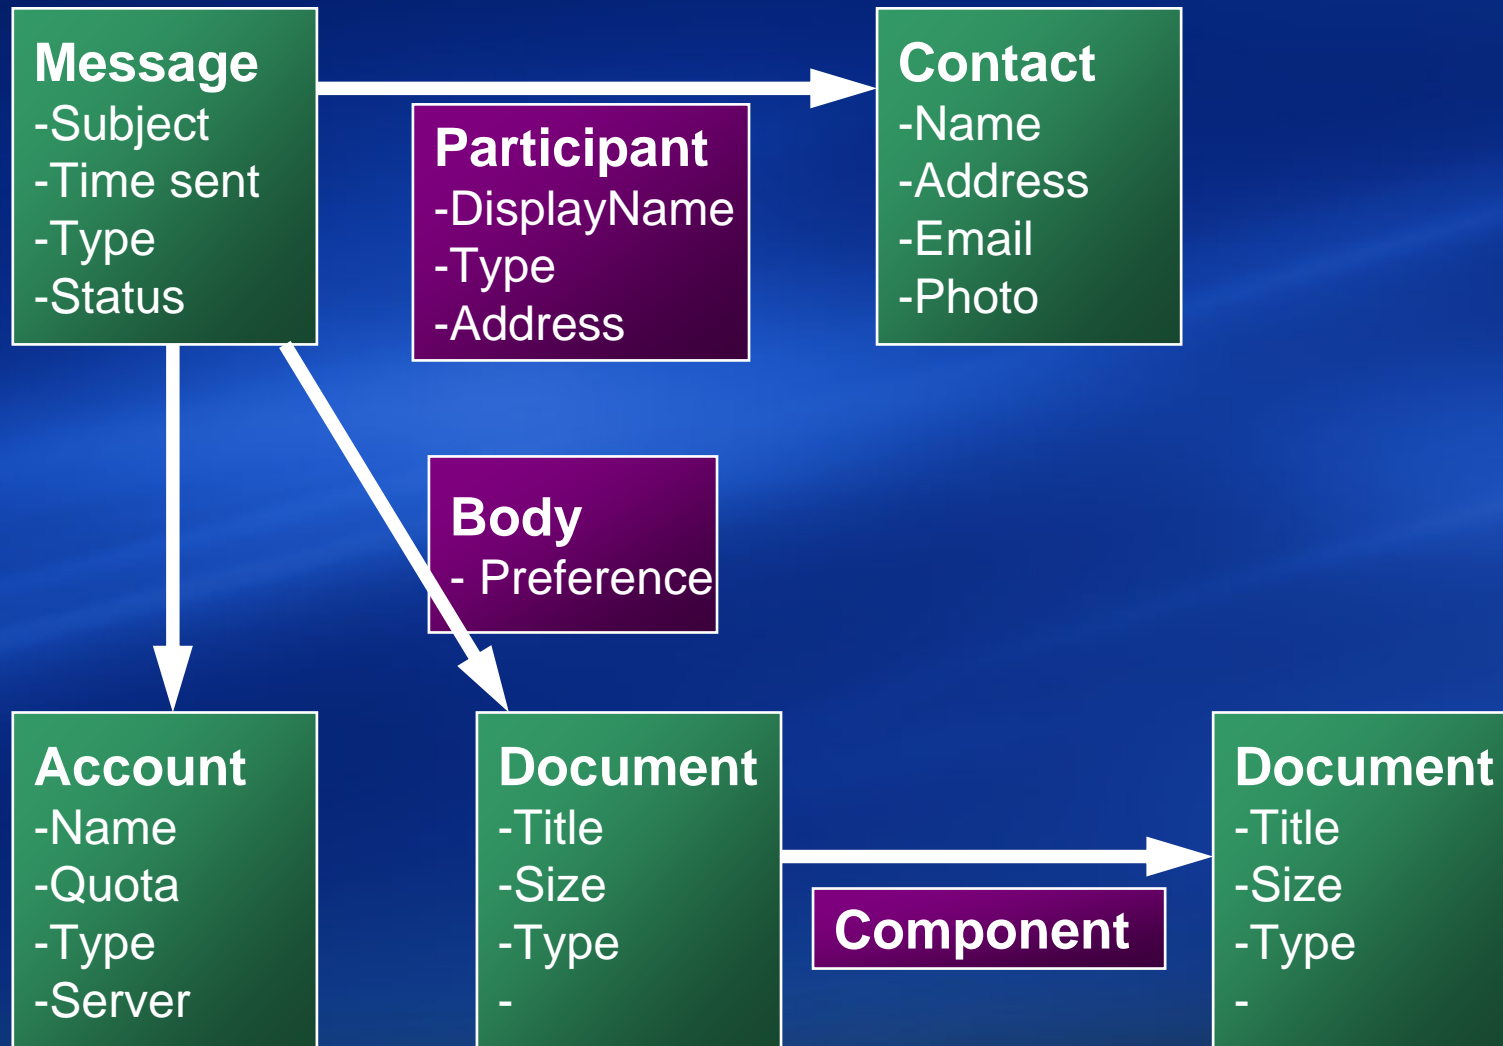 Message
-Subject
-Time sent
-Type
-Status
Participant
-DisplayName
-Type
-Address
Contact
-Name
-Address
-Email
-Photo
Body
- Preference
Account
-Name
-Quota
-Type
-Server
Document
-Title
-Size
-Type
-
Component
Document
-Title
-Size
-Type
-